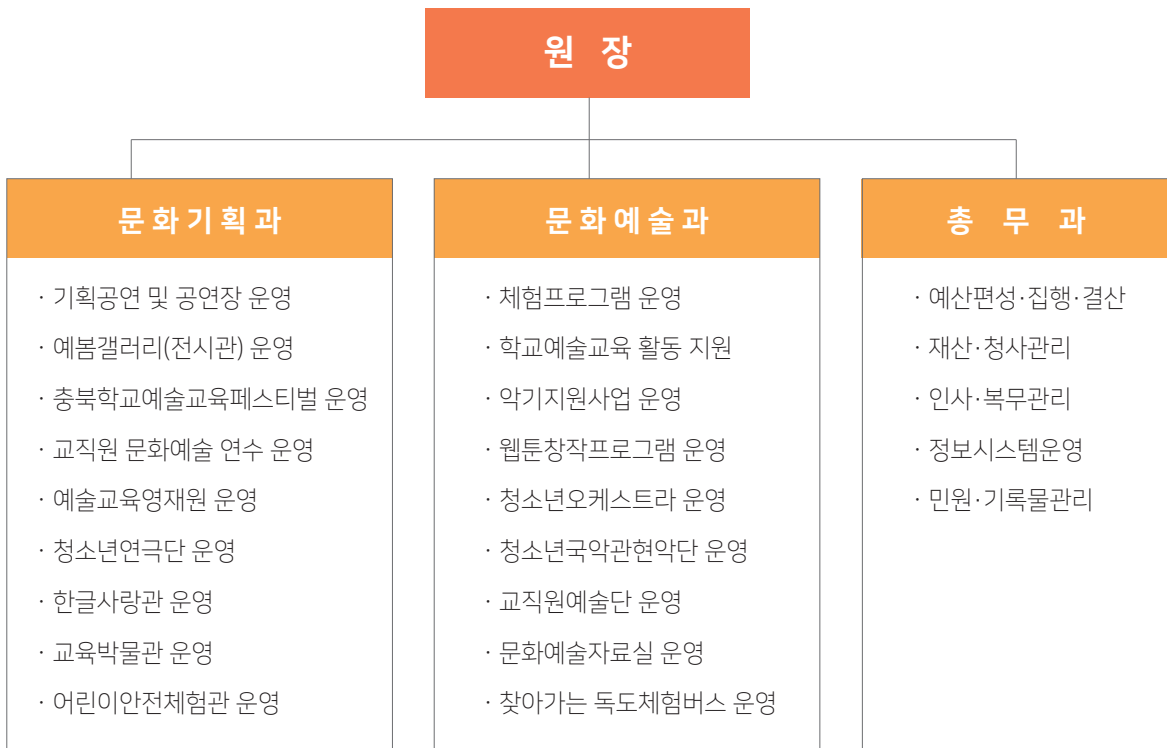 원 장
문화기획과
· 기획공연 및 공연장 운영
· 예봄갤러리(전시관) 운영
· 충북학교예술교육페스티벌 운영
· 교직원 문화예술 연수 운영
· 예술교육영재원 운영
· 청소년연극단 운영
· 한글사랑관 운영
· 교육박물관 운영
· 어린이안전체험관 운영
문화예술과
· 체험프로그램 운영
· 학교예술교육 활동 지원
· 악기지원사업 운영
· 웹툰창작프로그램 운영
· 청소년오케스트라 운영
· 청소년국악관현악단 운영
· 교직원예술단 운영
· 문화예술자료실 운영
· 찾아가는 독도체험버스 운영
총 무 과
· 예산편성·집행·결산
· 재산·청사관리
· 인사·복무관리
· 정보시스템운영
· 민원·기록물관리